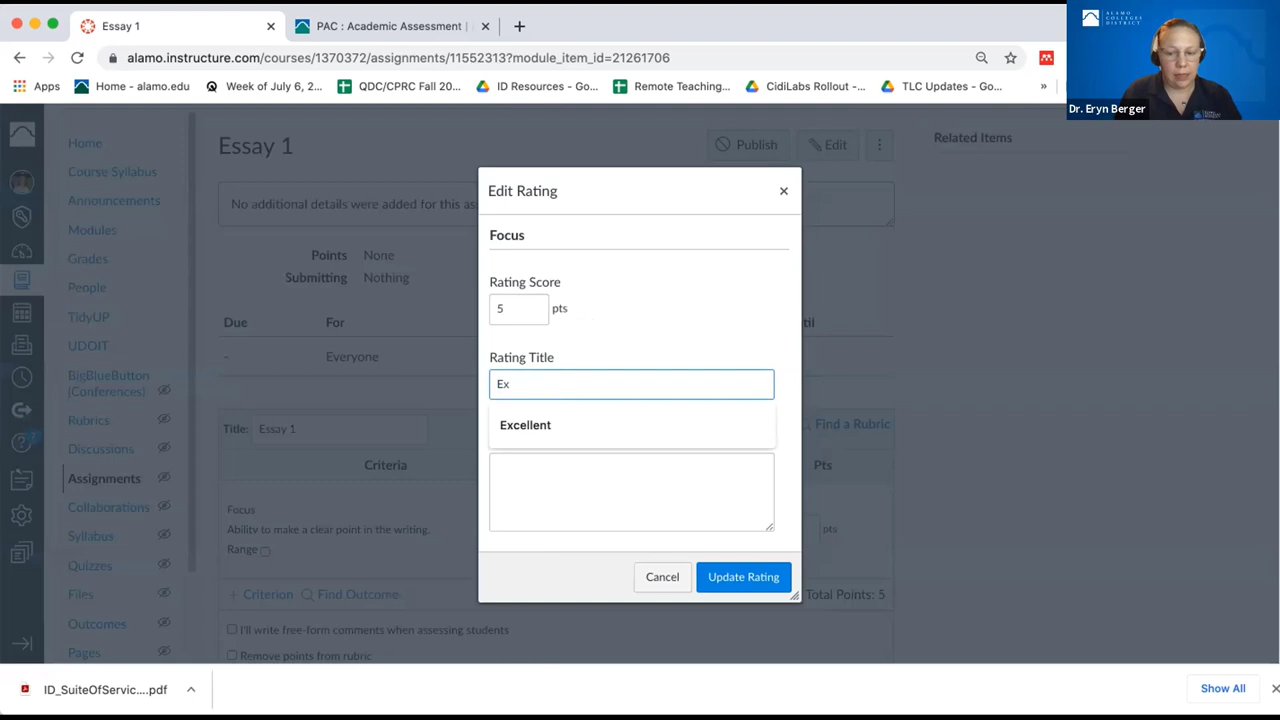 Essay 1
PAC : Academic Assessment |
alamo.instructure.com/courses/1370372/assignments/11552313?module_item_id=21261706
Apps
Home - alamo.edu
Week of July 6, 2...
QDC/CPRC Fall 20...
ID Resources - Go...
Remote Teaching,...
CidiLabs Rollout -...
TLC Updates - Go...
»
ALAMO
COLLEGES
DISTRICT
Dr. Eryn Berger
Home
Course Syllabus
Announcements
Modules
Grades
People
TidyUP
UDOIT
BigBlueButton
(Conferences)
Rubrics
Discussions
Assignments
Collaborations
Syllabus
Quizzes
Files
Outcomes
Pages
7
Essay 1
Publish
Edit
Related Items
No additional details were added for this as
Points None
Submitting Nothing
Due
For
til
-
Everyone
Title: Essay 1
Find a Rubric
Criteria
Pts
Focus
Ability to make a clear point in the writing.
Range
pts
+ Criterion
Find Outcome
Total Points: 5
I'll write free-form comments when assessing students
Remove points from rubric
Edit Rating
×
Focus
Rating Score
5 pts
Rating Title
Ex
Excellent
Cancel
Update Rating
ID_SuiteOfServic....pdf
Show All